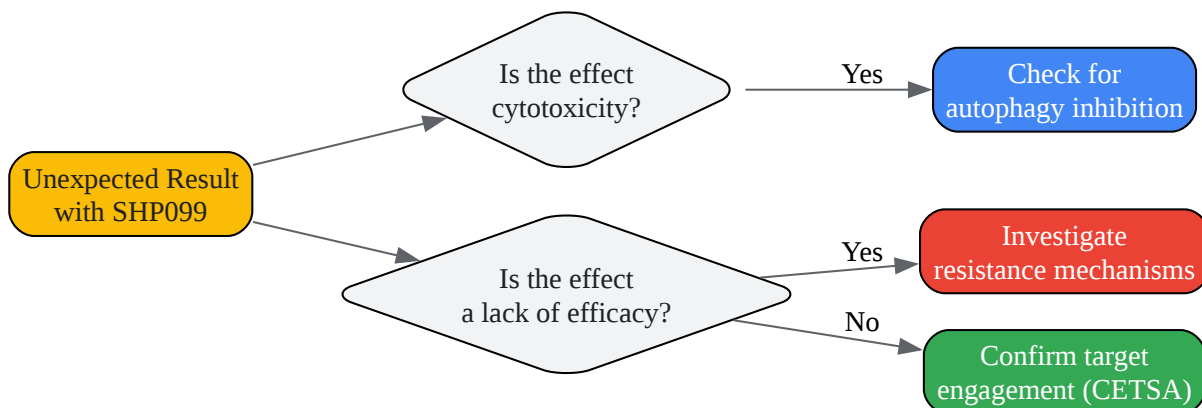 Unexpected Result
with SHP099
Is the effect
cytotoxicity?
Yes
Check for
autophagy inhibition
Is the effect
a lack of efficacy?
Yes
Investigate
resistance mechanisms
No
Confirm target
engagement (CETSA)